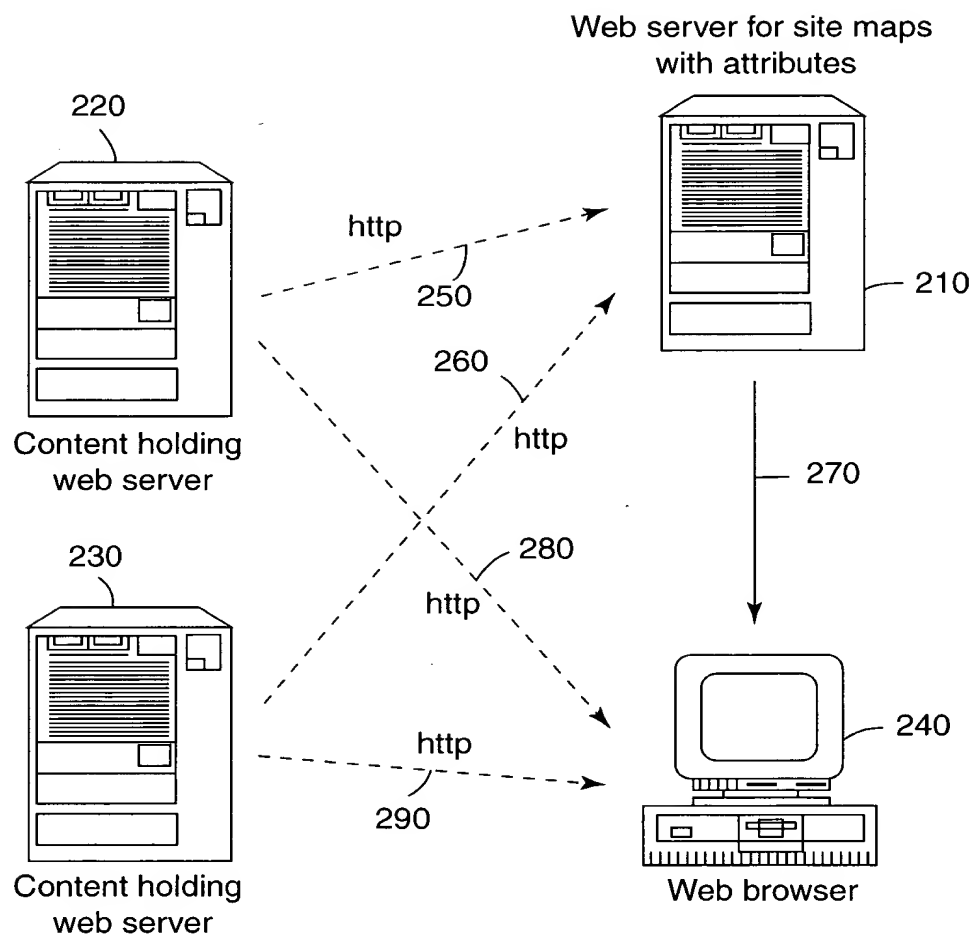 Web server for site maps
with attributes
220
http
250
210
260
http
Content holding
web server
270
230
280
http
240
http
290
Content holding
web server
Web browser